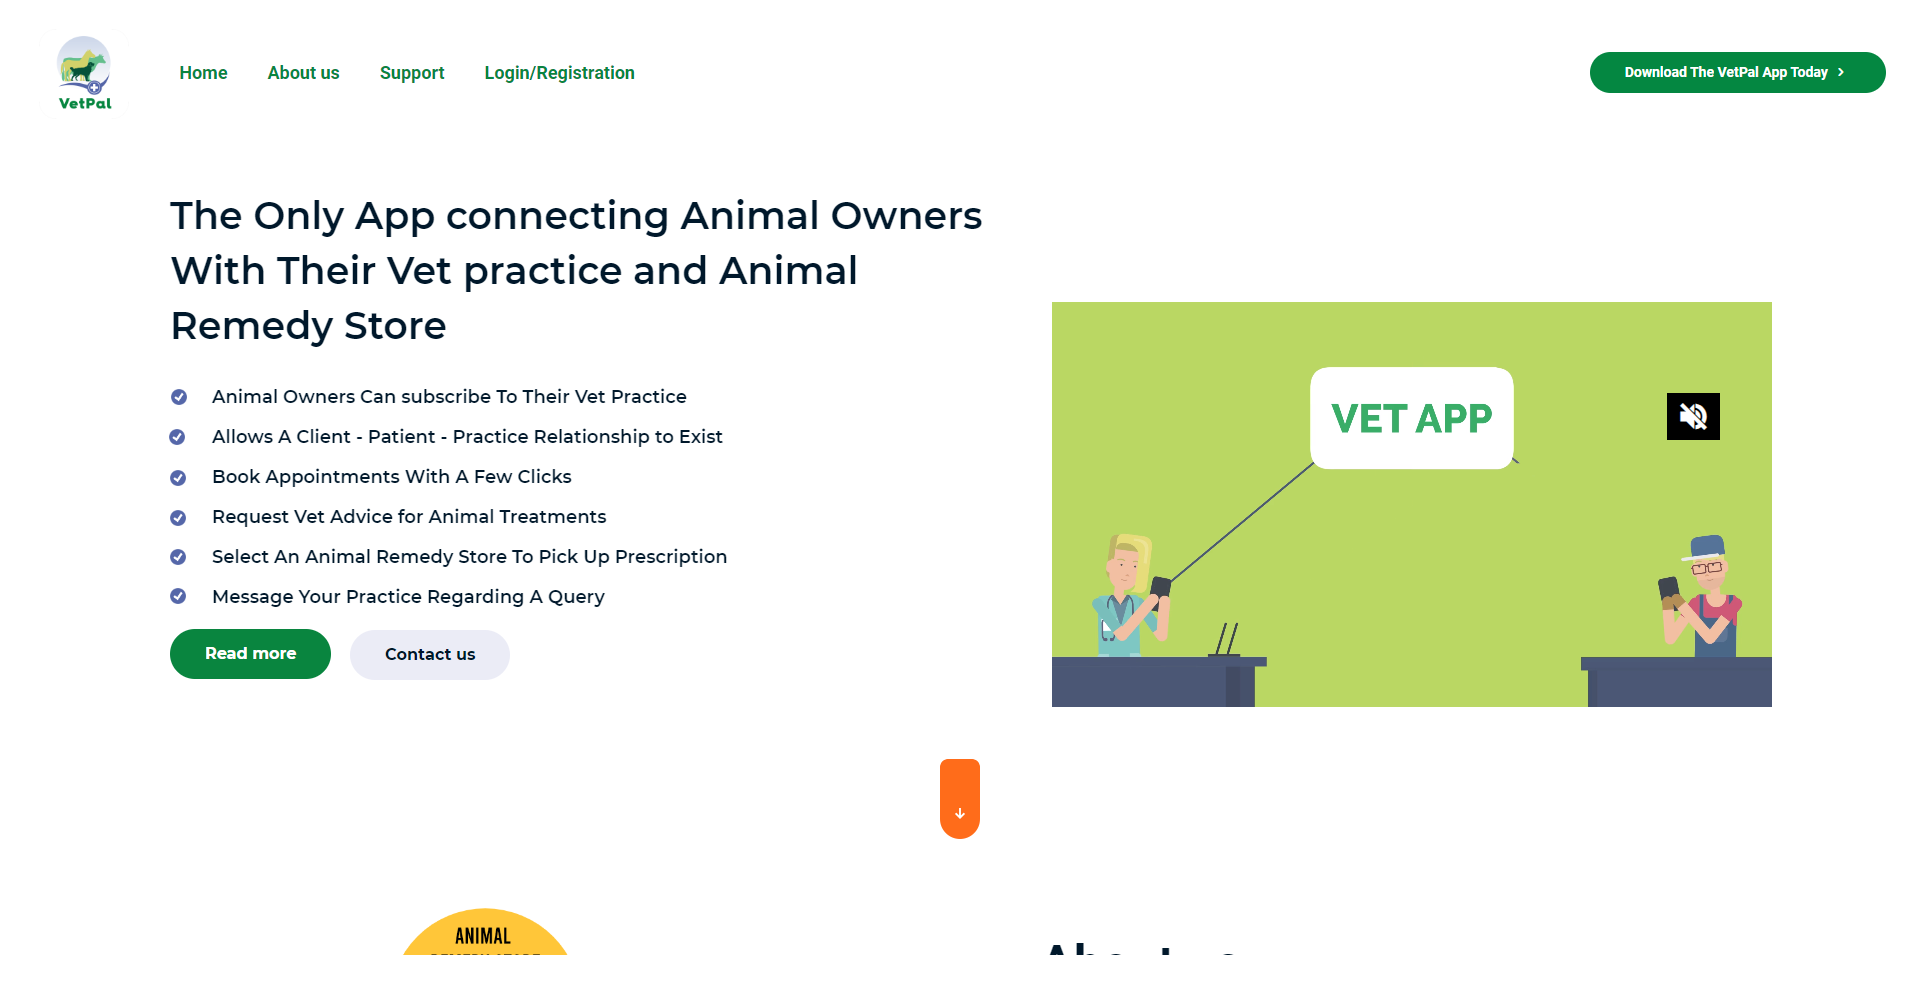 VetPal
Home
About us
Support
Login/Registration
Download The VetPal App Today
The Only App connecting Animal Owners
With Their Vet practice and Animal
Remedy Store
Animal Owners Can subscribe To Their Vet Practice
Allows A Client - Patient - Practice Relationship to Exist
Book Appointments With A Few Clicks
Request Vet Advice for Animal Treatments
Select An Animal Remedy Store To Pick Up Prescription
Message Your Practice Regarding A Query
Read more
Contact us
VET APP
ANIMAL